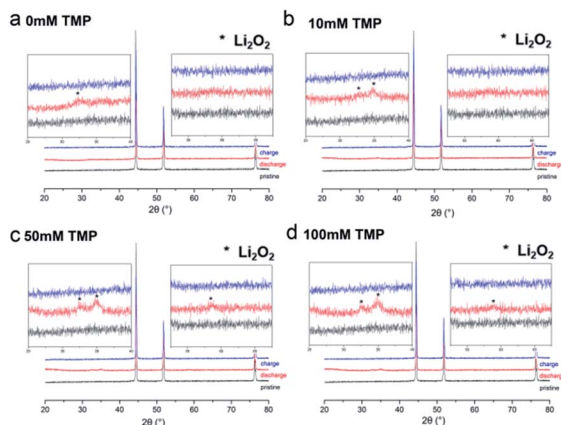 a 0mM TMP
* Li₂O₂
*
charge
discharge
pristine
20 30 40 50 60 70 80
2θ (°)
b 10mM TMP
* Li₂O₂
* *
charge
discharge
pristine
20 30 40 50 60 70 80
2θ (°)
c 50mM TMP
* Li₂O₂
* *
*
charge
discharge
pristine
20 30 40 50 60 70 80
2θ (°)
d 100mM TMP
* Li₂O₂
* *
*
charge
discharge
pristine
20 30 40 50 60 70 80
2θ (°)